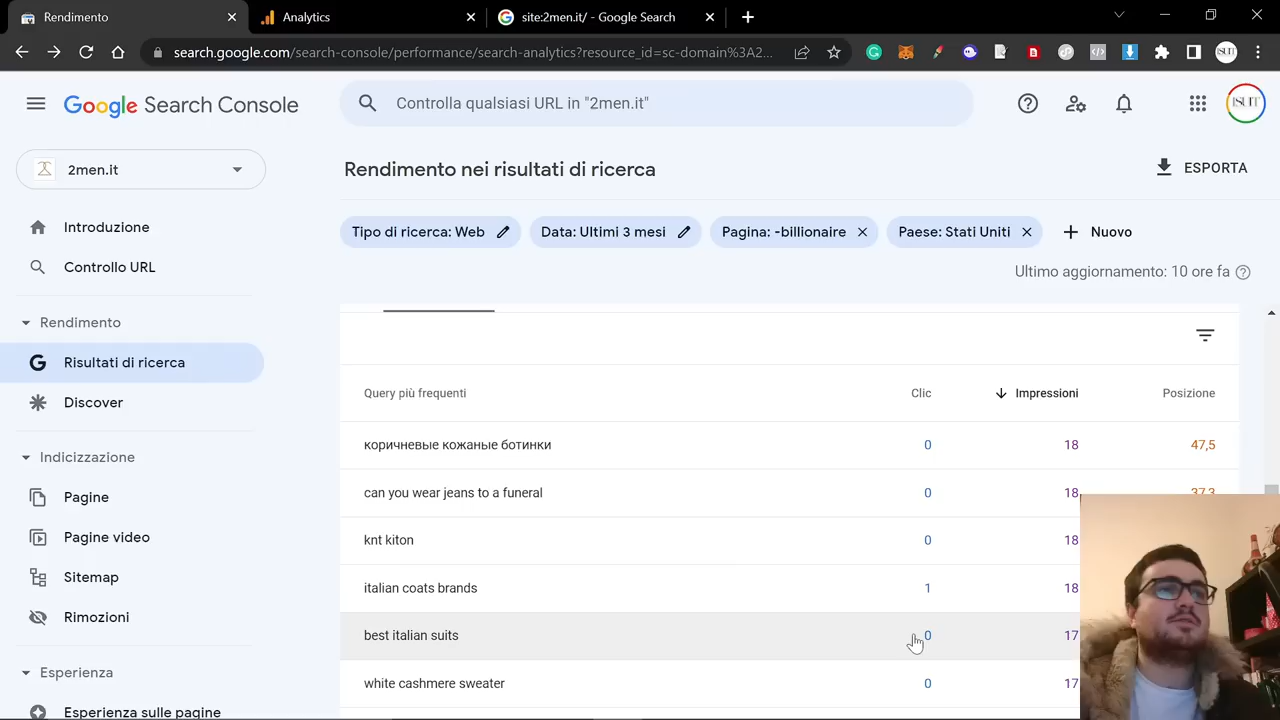 Rendimento
Analytics
site:2men.it/ - Google Search
search.google.com/search-console/performance/search-analytics?resource_id=sc-domain%3A2...
Google Search Console
Controlla qualsiasi URL in "2men.it"
ISUIT
2men.it
Rendimento nei risultati di ricerca
ESPORTA
Tipo di ricerca: Web
Data: Ultimi 3 mesi
Pagina: -billionaire
Paese: Stati Uniti
Nuovo
Ultimo aggiornamento: 10 ore fa
Introduzione
Controllo URL
Rendimento
Risultati di ricerca
Discover
Indicizzazione
Pagine
Pagine video
Sitemap
Rimozioni
Esperienza
Esperienza sulle pagine
Query più frequenti Clic Impressioni Posizione
коричневые кожаные ботинки 0 18 47,5
can you wear jeans to a funeral 0 18 37,3
knt kiton 0 18
italian coats brands 1 18
best italian suits 0 17
white cashmere sweater 0 17